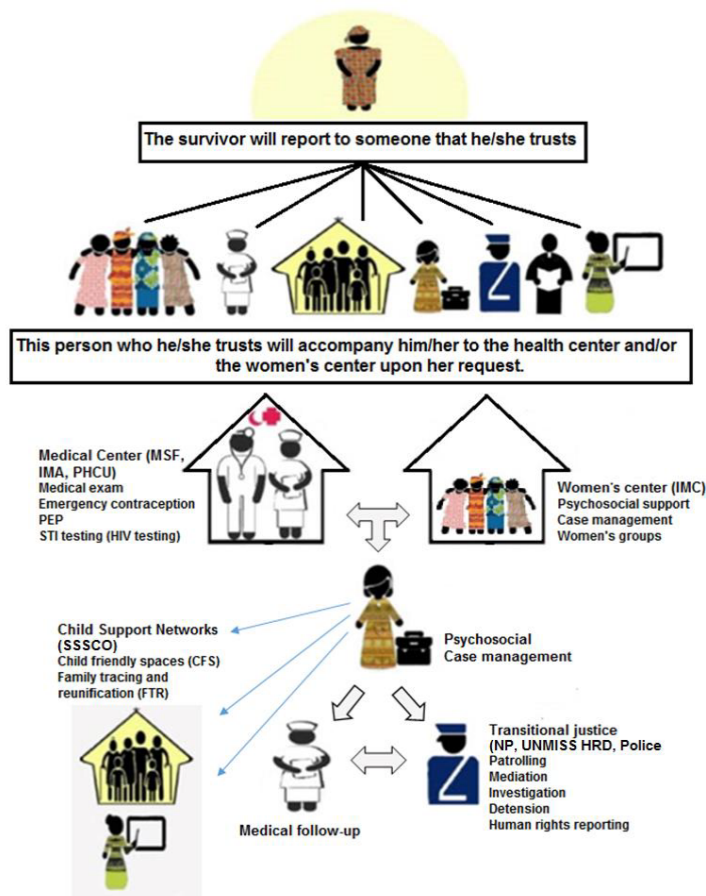 The survivor will report to someone that he/she trusts
This person who he/she trusts will accompany him/her to the health center and/or
the women's center upon her request.
Medical Center (MSF,
IMA, PHCU)
Medical exam
Emergency contraception
PEP
STI testing (HIV testing)
Women's center (IMC)
Psychosocial support
Case management
Women's groups
Psychosocial
Case management
Child Support Networks
(SSSCO)
Child friendly spaces (CFS)
Family tracing and
reunification (FTR)
Transitional justice
(NP, UNMISS HRD, Police
Patrolling
Mediation
Investigation
Detension
Human rights reporting
Medical follow-up